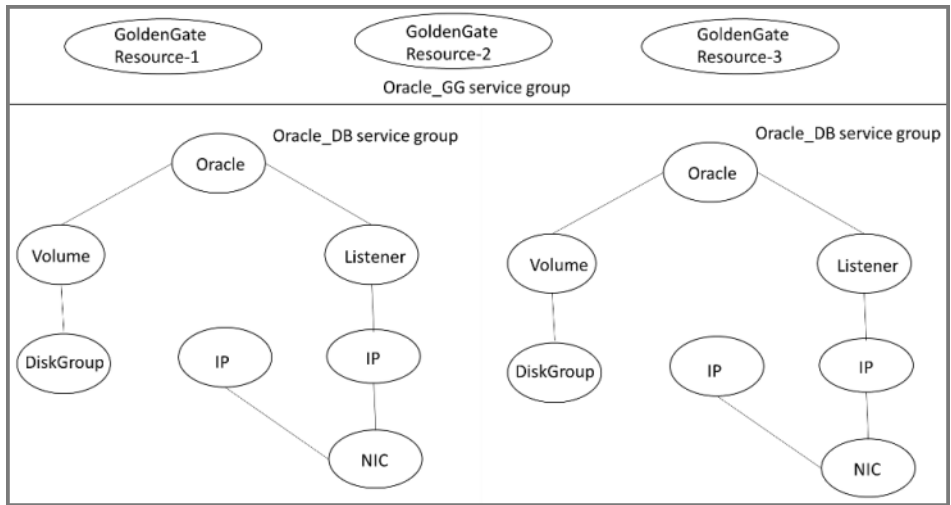 GoldenGate
Resource-1
GoldenGate
Resource-2
GoldenGate
Resource-3
Oracle_GG service group
Oracle_DB service group
Oracle
Volume
Listener
DiskGroup
IP
IP
NIC
Oracle_DB service group
Oracle
Volume
Listener
DiskGroup
IP
IP
NIC